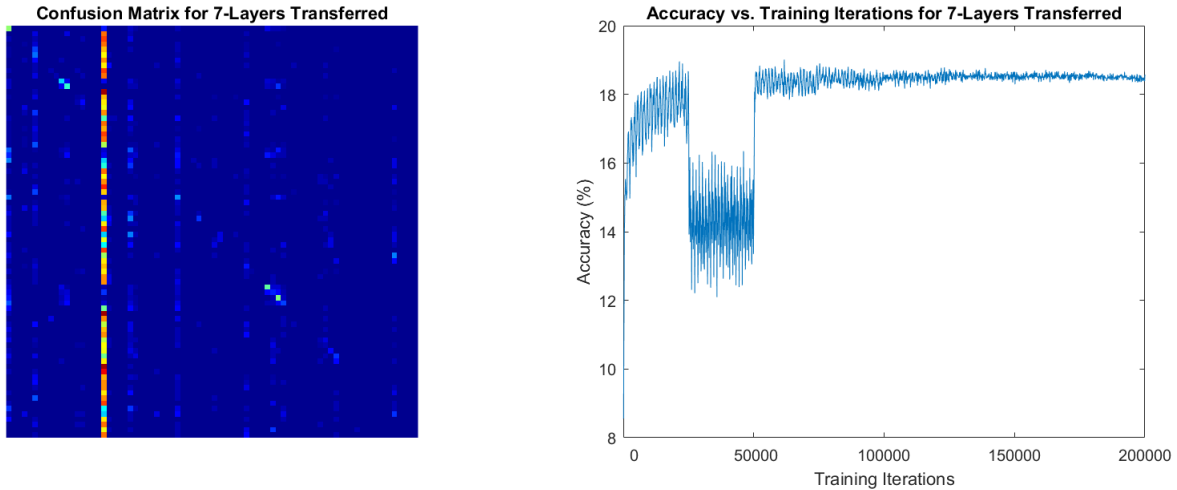 Confusion Matrix for 7-Layers Transferred
Accuracy vs. Training Iterations for 7-Layers Transferred
20
18
16
14
12
10
8
Accuracy (%)
0 50000 100000 150000 200000
Training Iterations